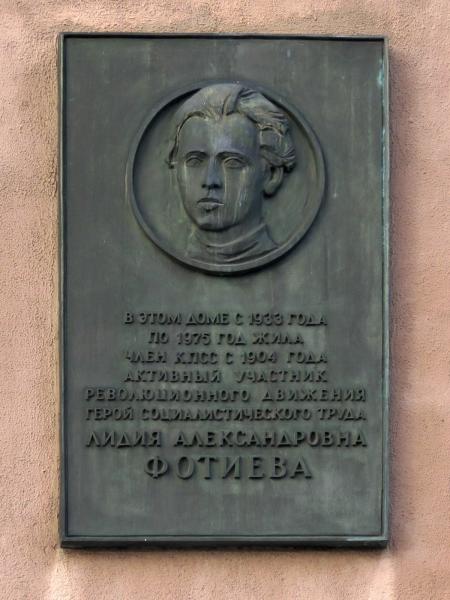 В ЭТОМ ДОМЕ С 1933 ГОДА
ПО 1975 ГОД ЖИЛА
ЧЛЕН КПСС С 1904 ГОДА
АКТИВНЫЙ УЧАСТНИК
РЕВОЛЮЦИОННОГО ДВИЖЕНИЯ
ГЕРОЙ СОЦИАЛИСТИЧЕСКОГО ТРУДА
ЛИДИЯ АЛЕКСАНДРОВНА
ФОТИЕВА